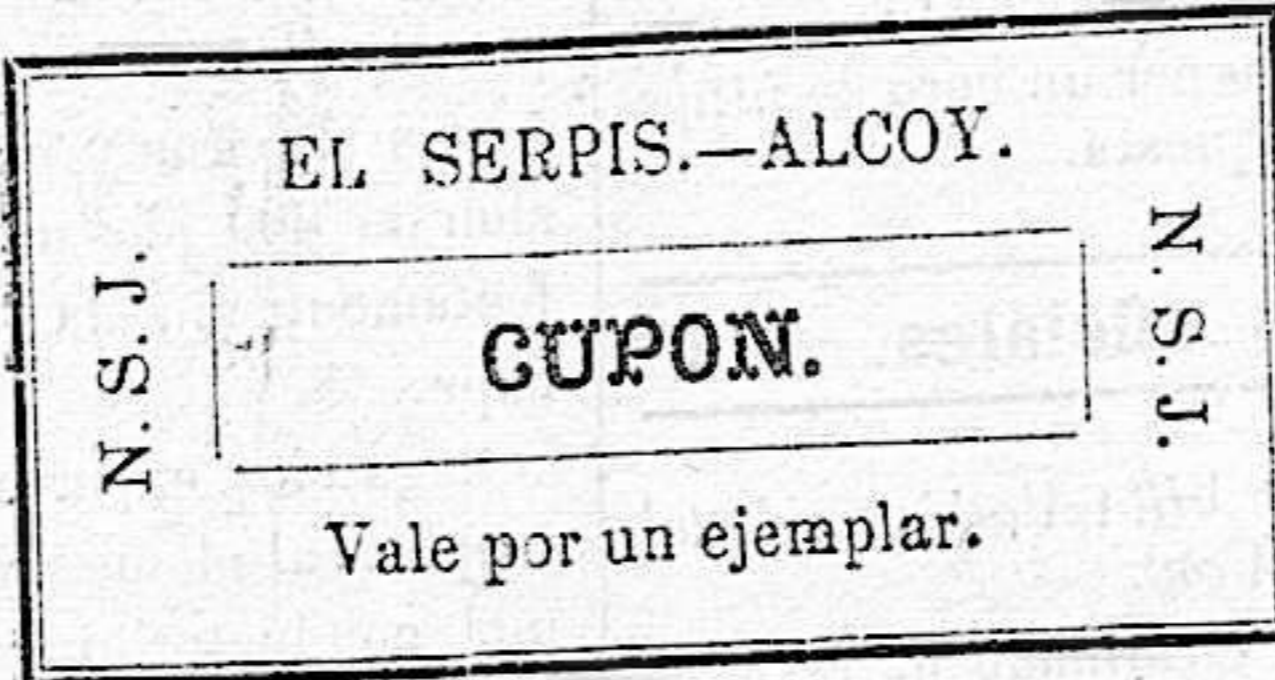 EL SERPIS.—ALCOY.
N. S. J.
CUPON.
N. S. J.
Vale por un ejemplar.